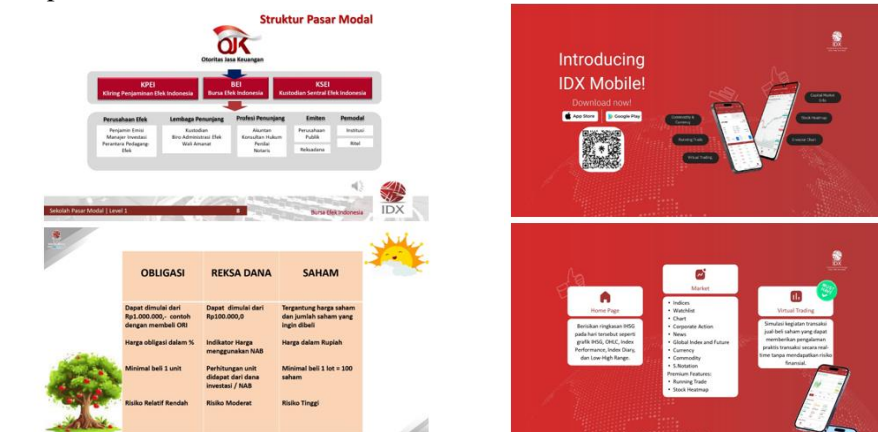 Struktur Pasar Modal
OJK
Otoritas Jasa Keuangan
KPEI
Kliring Penjaminan Efek Indonesia
BEI
Bursa Efek Indonesia
KSEI
Kustodian Sentral Efek Indonesia
Perusahaan Efek
Penjamin Emisi
Manajer Investasi
Perantara Pedagang-
Efek
Lembaga Penunjang
Kustodian
Biro Administrasi Efek
Wali Amanat
Profesi Penunjang
Akuntan
Konsultan Hukum
Penilai
Notaris
Emiten
Perusahaan
Publik
Reksadana
Pemodal
Institusi
Ritel
Sekolah Pasar Modal | Level 1
8
Bursa Efek Indonesia
IDX
Introducing
IDX Mobile!
Download now!
App Store
Google Play
Commodity &
Currency
Running Trade
Virtual Trading
Capital Market
Info
Stock Heatmap
IDX
OBLIGASI
REKSA DANA
SAHAM
Dapat dimulai dari
Rp1.000.000,- contoh
dengan membeli ORI
Dapat dimulai dari
Rp100.000,0
Tergantung harga saham
dan jumlah saham yang
ingin dibeli
Harga obligasi dalam %
Indikator Harga
menggunakan NAB
Harga dalam Rupiah
Minimal beli 1 unit
Perhitungan unit
didapat dari dana
investasi / NAB
Minimal beli 1 lot = 100
saham
Risiko Relatif Rendah
Risiko Moderat
Risiko Tinggi
Home Page
Berisikan ringkasan IHSG
pada hari tersebut seperti
grafik IHSG, OHLC, Index
Performance, Index Diary,
dan Low-High Range.
Market
• Indices
• Watchlist
• Chart
• Corporate Action
• News
• Global Index and Future
• Currency
• Commodity
• S.Notation
Premium Features:
• Running Trade
• Stock Heatmap
Virtual Trading
Simulasi kegiatan transaksi
jual-beli saham yang dapat
memberikan pengalaman
praktis transaksi secara real-
time tanpa mendapatkan risiko
finansial.
IDX